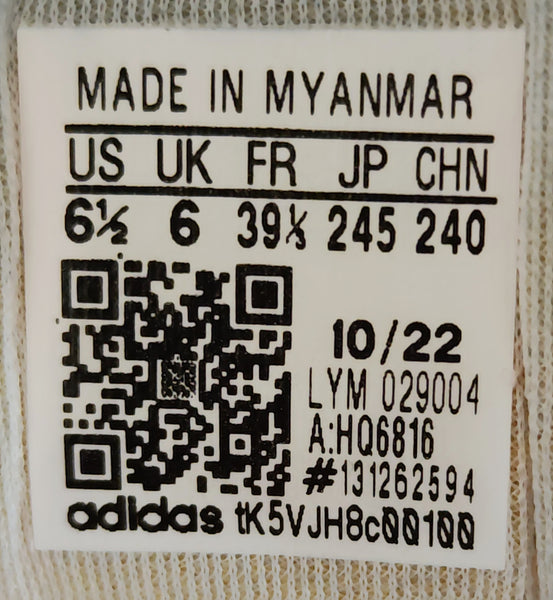 MADE IN MYANMAR
US UK FR JP CHN
6½ 6 39⅓ 245 240
10/22
LYM 029004
A:HQ6816
#131262594
adidas tK5VJH8c00100